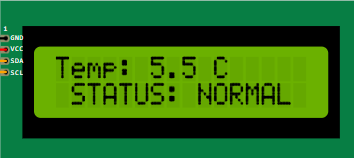 1
GND
VCC
SDA
SCL
Temp: 5.5 C
STATUS: NORMAL